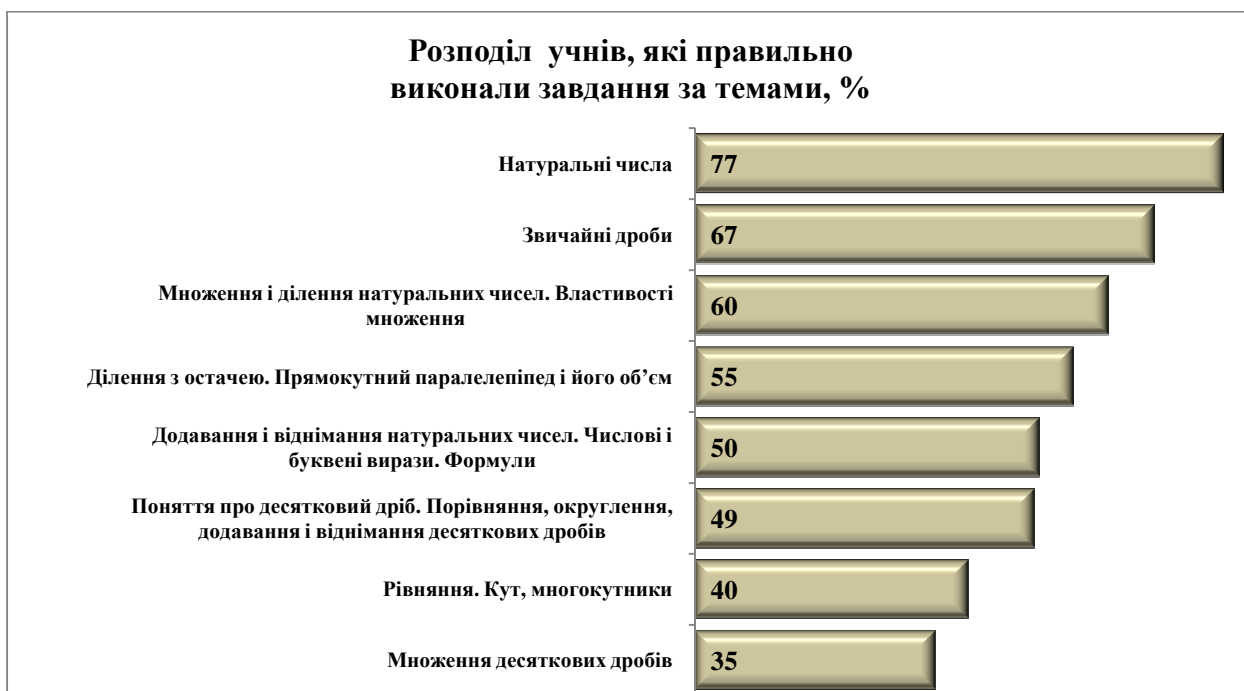 Розподіл учнів, які правильно
виконали завдання за темами, %
Натуральні числа
77
Звичайні дроби
67
Множення і ділення натуральних чисел. Властивості
множення
60
Ділення з остачею. Прямокутний паралелепіпед і його об’єм
55
Додавання і віднімання натуральних чисел. Числові і
буквені вирази. Формули
50
Поняття про десятковий дріб. Порівняння, округлення,
додавання і віднімання десяткових дробів
49
Рівняння. Кут, многокутники
40
Множення десяткових дробів
35